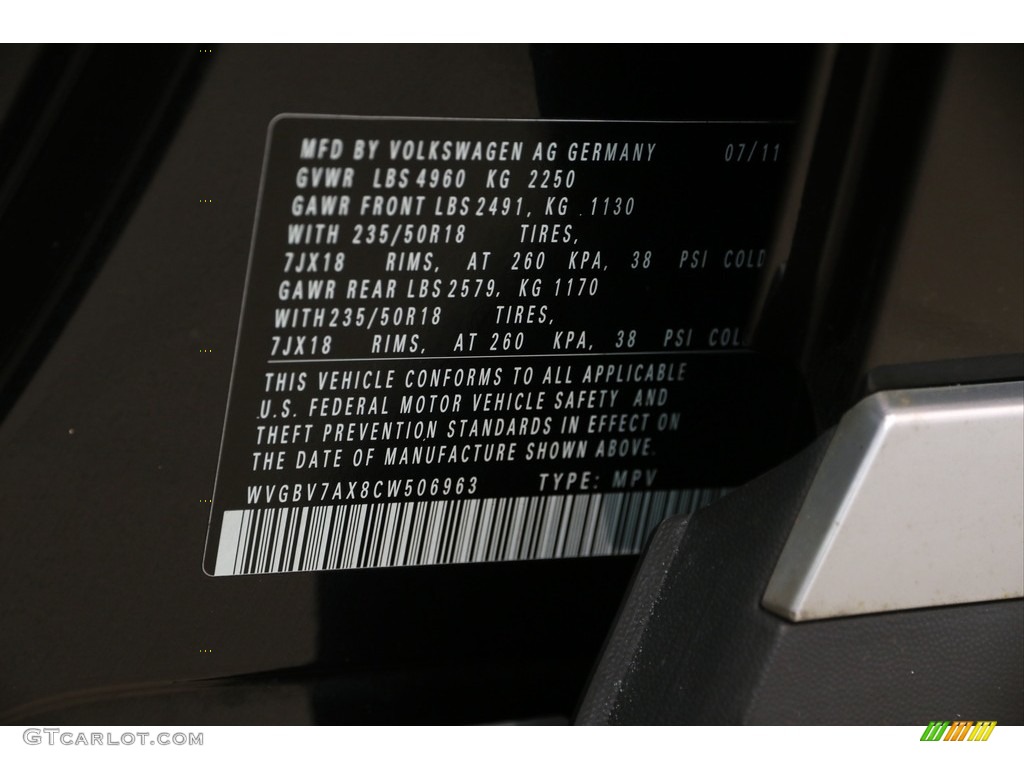 MFD BY VOLKSWAGEN AG GERMANY 07/11
GVWR LBS 4960 KG 2250
GAWR FRONT LBS 2491, KG 1130
WITH 235/50R18 TIRES,
7JX18 RIMS, AT 260 KPA, 38 PSI COLD
GAWR REAR LBS 2579, KG 1170
WITH 235/50R18 TIRES,
7JX18 RIMS, AT 260 KPA, 38 PSI COL
THIS VEHICLE CONFORMS TO ALL APPLICABLE
U.S. FEDERAL MOTOR VEHICLE SAFETY AND
THEFT PREVENTION STANDARDS IN EFFECT ON
THE DATE OF MANUFACTURE SHOWN ABOVE.
WVGBV7AX8CW506963 TYPE: MPV
GTCarLot.com